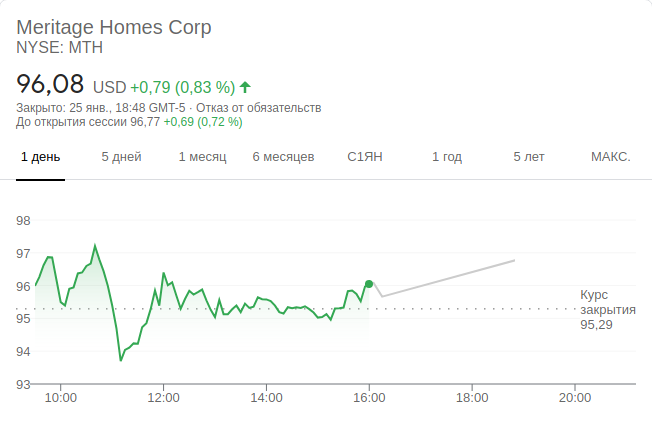 Meritage Homes Corp
NYSE: MTH
96,08 USD +0,79 (0,83 %)
Закрыто: 25 янв., 18:48 GMT-5 · Отказ от обязательств
До открытия сессии 96,77 +0,69 (0,72 %)
1 день 5 дней 1 месяц 6 месяцев С1ЯН 1 год 5 лет МАКС.
98
97
96
95
94
93
Курс
закрытия
95,29
10:00 12:00 14:00 16:00 18:00 20:00